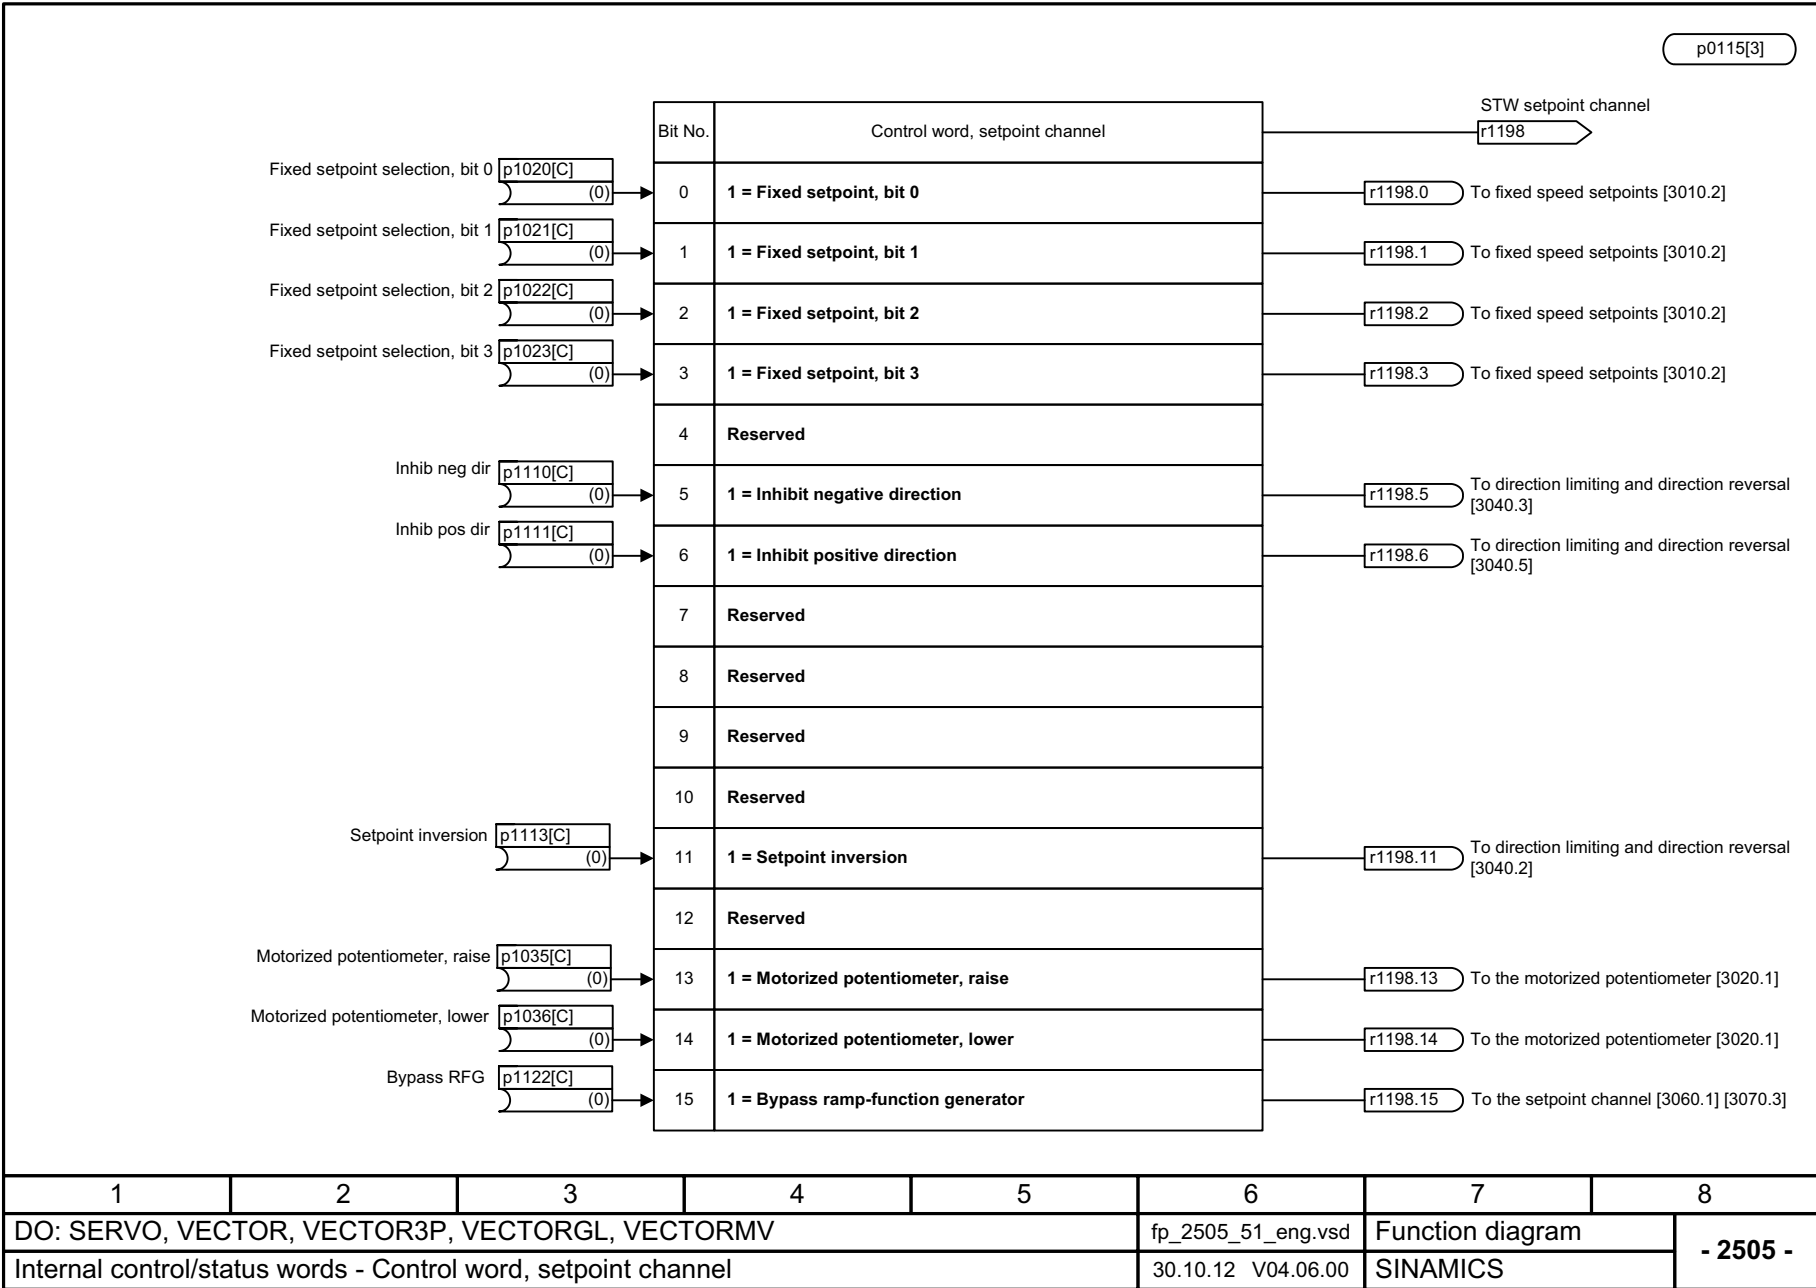 p0115[3]
STW setpoint channel
Bit No. Control word, setpoint channel r1198
Fixed setpoint selection, bit 0 p1020[C]
(0) 0 1 = Fixed setpoint, bit 0 r1198.0 To fixed speed setpoints [3010.2]
Fixed setpoint selection, bit 1 p1021[C]
(0) 1 1 = Fixed setpoint, bit 1 r1198.1 To fixed speed setpoints [3010.2]
Fixed setpoint selection, bit 2 p1022[C]
(0) 2 1 = Fixed setpoint, bit 2 r1198.2 To fixed speed setpoints [3010.2]
Fixed setpoint selection, bit 3 p1023[C]
(0) 3 1 = Fixed setpoint, bit 3 r1198.3 To fixed speed setpoints [3010.2]
4 Reserved
Inhib neg dir p1110[C]
(0) 5 1 = Inhibit negative direction r1198.5 To direction limiting and direction reversal
[3040.3]
Inhib pos dir p1111[C]
(0) 6 1 = Inhibit positive direction r1198.6 To direction limiting and direction reversal
[3040.5]
7 Reserved
8 Reserved
9 Reserved
10 Reserved
Setpoint inversion p1113[C]
(0) 11 1 = Setpoint inversion r1198.11 To direction limiting and direction reversal
[3040.2]
12 Reserved
Motorized potentiometer, raise p1035[C]
(0) 13 1 = Motorized potentiometer, raise r1198.13 To the motorized potentiometer [3020.1]
Motorized potentiometer, lower p1036[C]
(0) 14 1 = Motorized potentiometer, lower r1198.14 To the motorized potentiometer [3020.1]
Bypass RFG p1122[C]
(0) 15 1 = Bypass ramp-function generator r1198.15 To the setpoint channel [3060.1] [3070.3]
1 2 3 4 5 6 7 8
DO: SERVO, VECTOR, VECTOR3P, VECTORGL, VECTORMV fp_2505_51_eng.vsd Function diagram
- 2505 -
Internal control/status words - Control word, setpoint channel 30.10.12 V04.06.00 SINAMICS